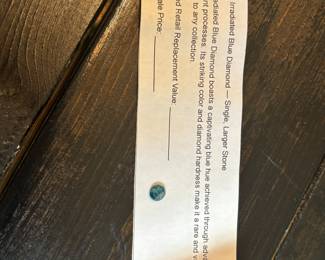 Irradiated Blue Diamond — Single, Larger Stone
radiated Blue Diamond boasts a captivating blue hue achieved through adv
nt processes. Its striking color and diamond hardness make it a rare and v
to any collection.
d Retail Replacement Value:
ale Price: